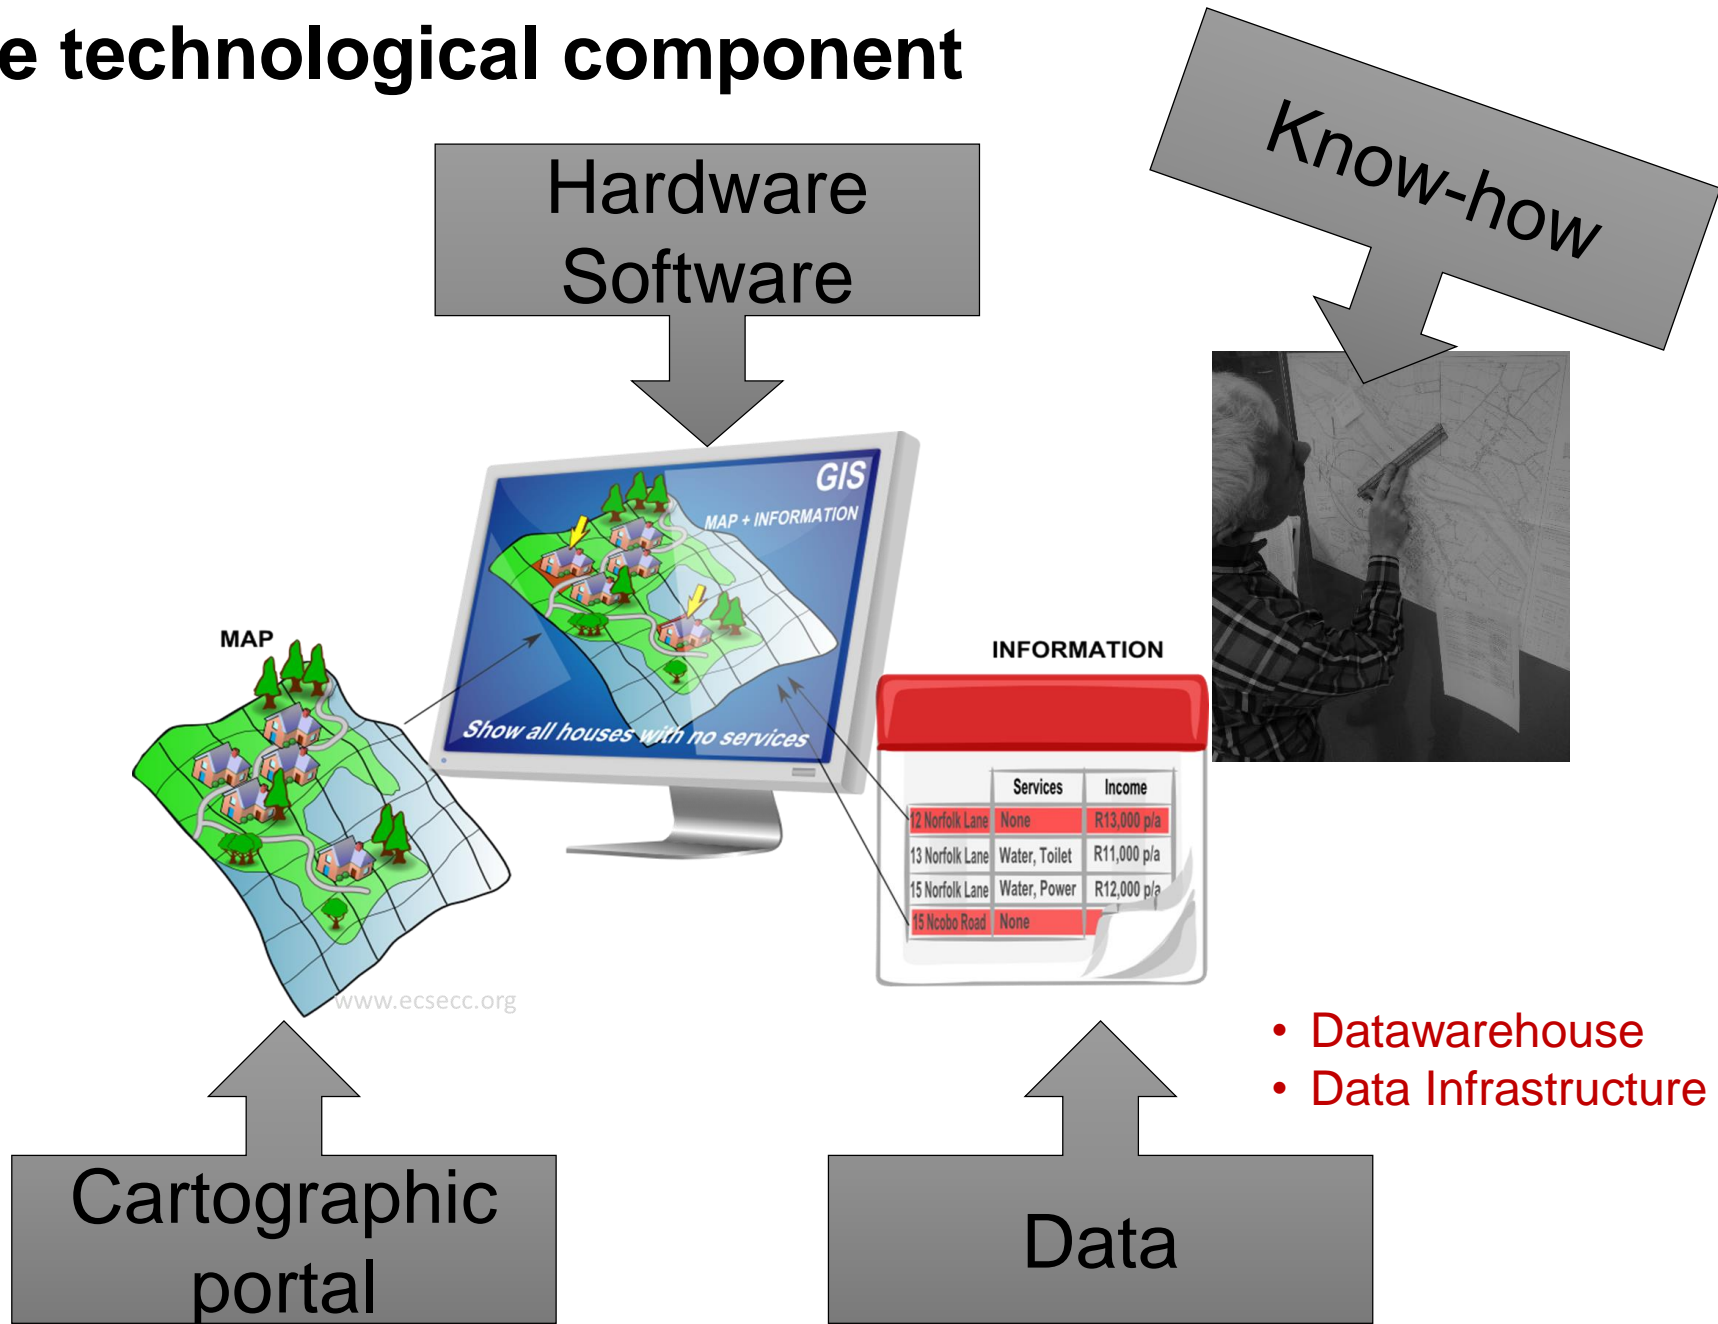 e technological component
Know-how
Hardware
Software
GIS
MAP + INFORMATION
Show all houses with no services
MAP
INFORMATION
Services Income
12 Norfolk Lane None R13,000 p/a
13 Norfolk Lane Water, Toilet R11,000 p/a
15 Norfolk Lane Water, Power R12,000 p/a
15 Ncobo Road None
www.ecsecc.org
• Datawarehouse
• Data Infrastructure
Cartographic
portal
Data